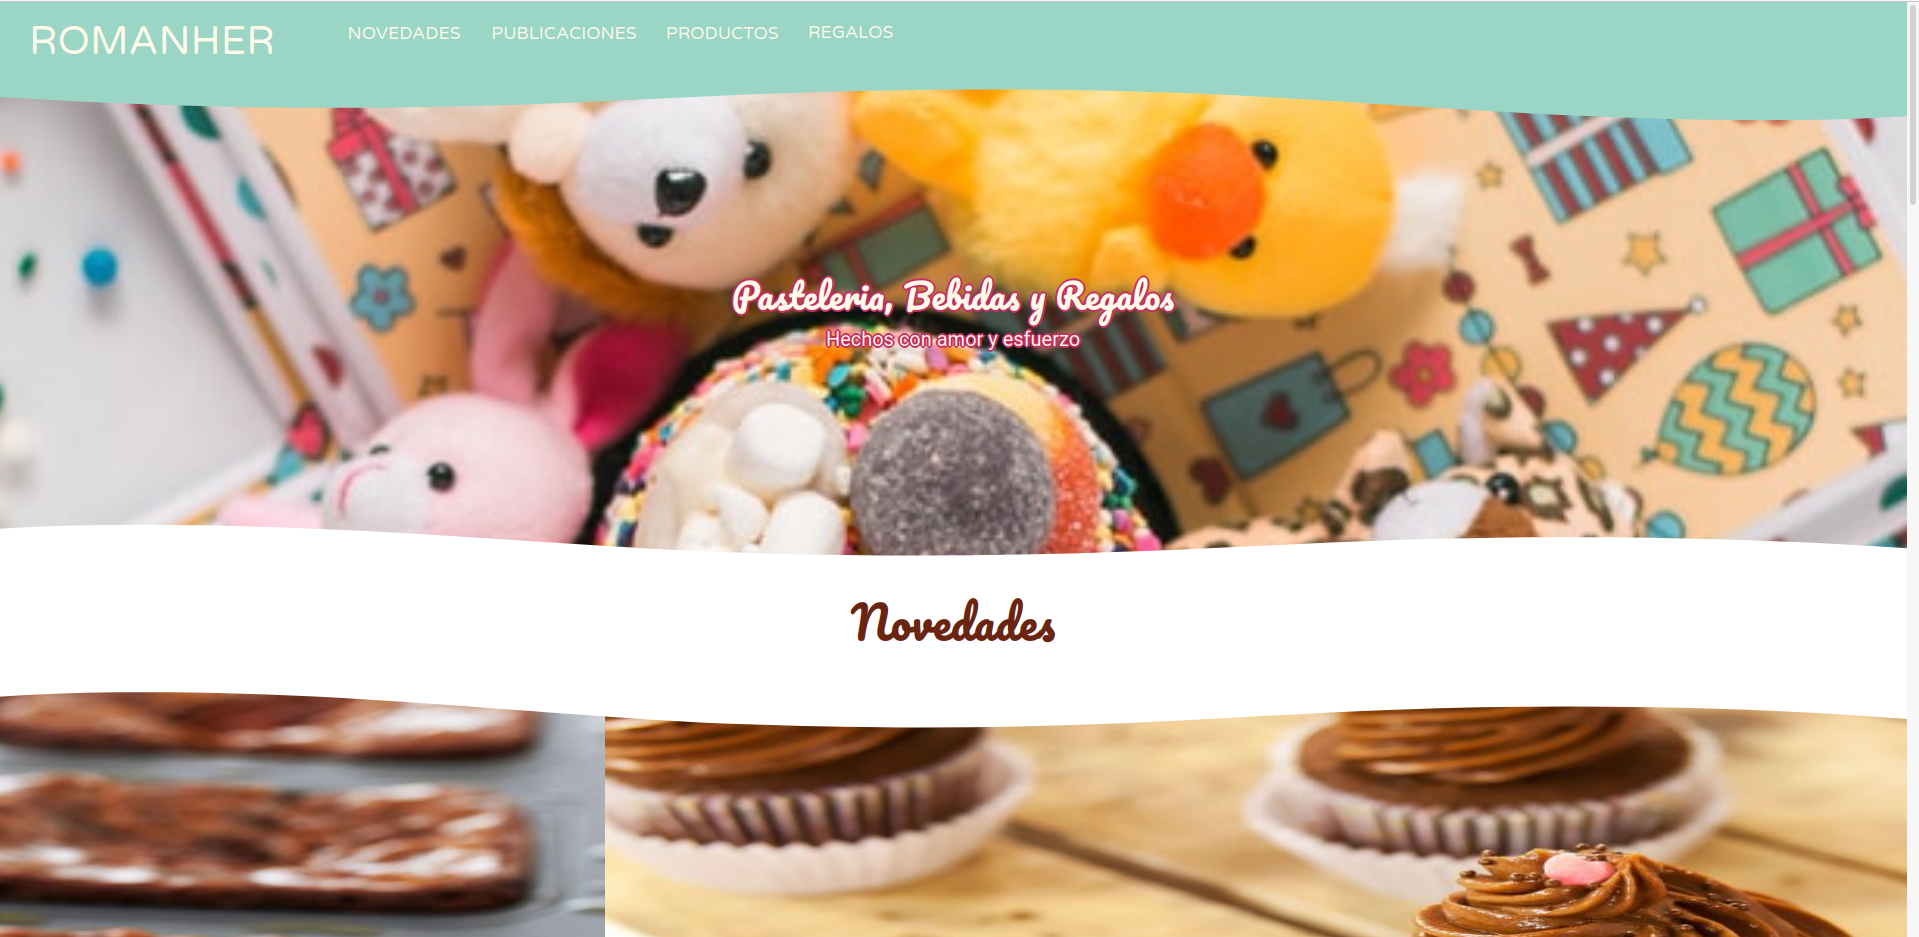 ROMANHER
NOVEDADES PUBLICACIONES PRODUCTOS REGALOS
Pasteleria, Bebidas y Regalos
Hechos con amor y esfuerzo
Novedades